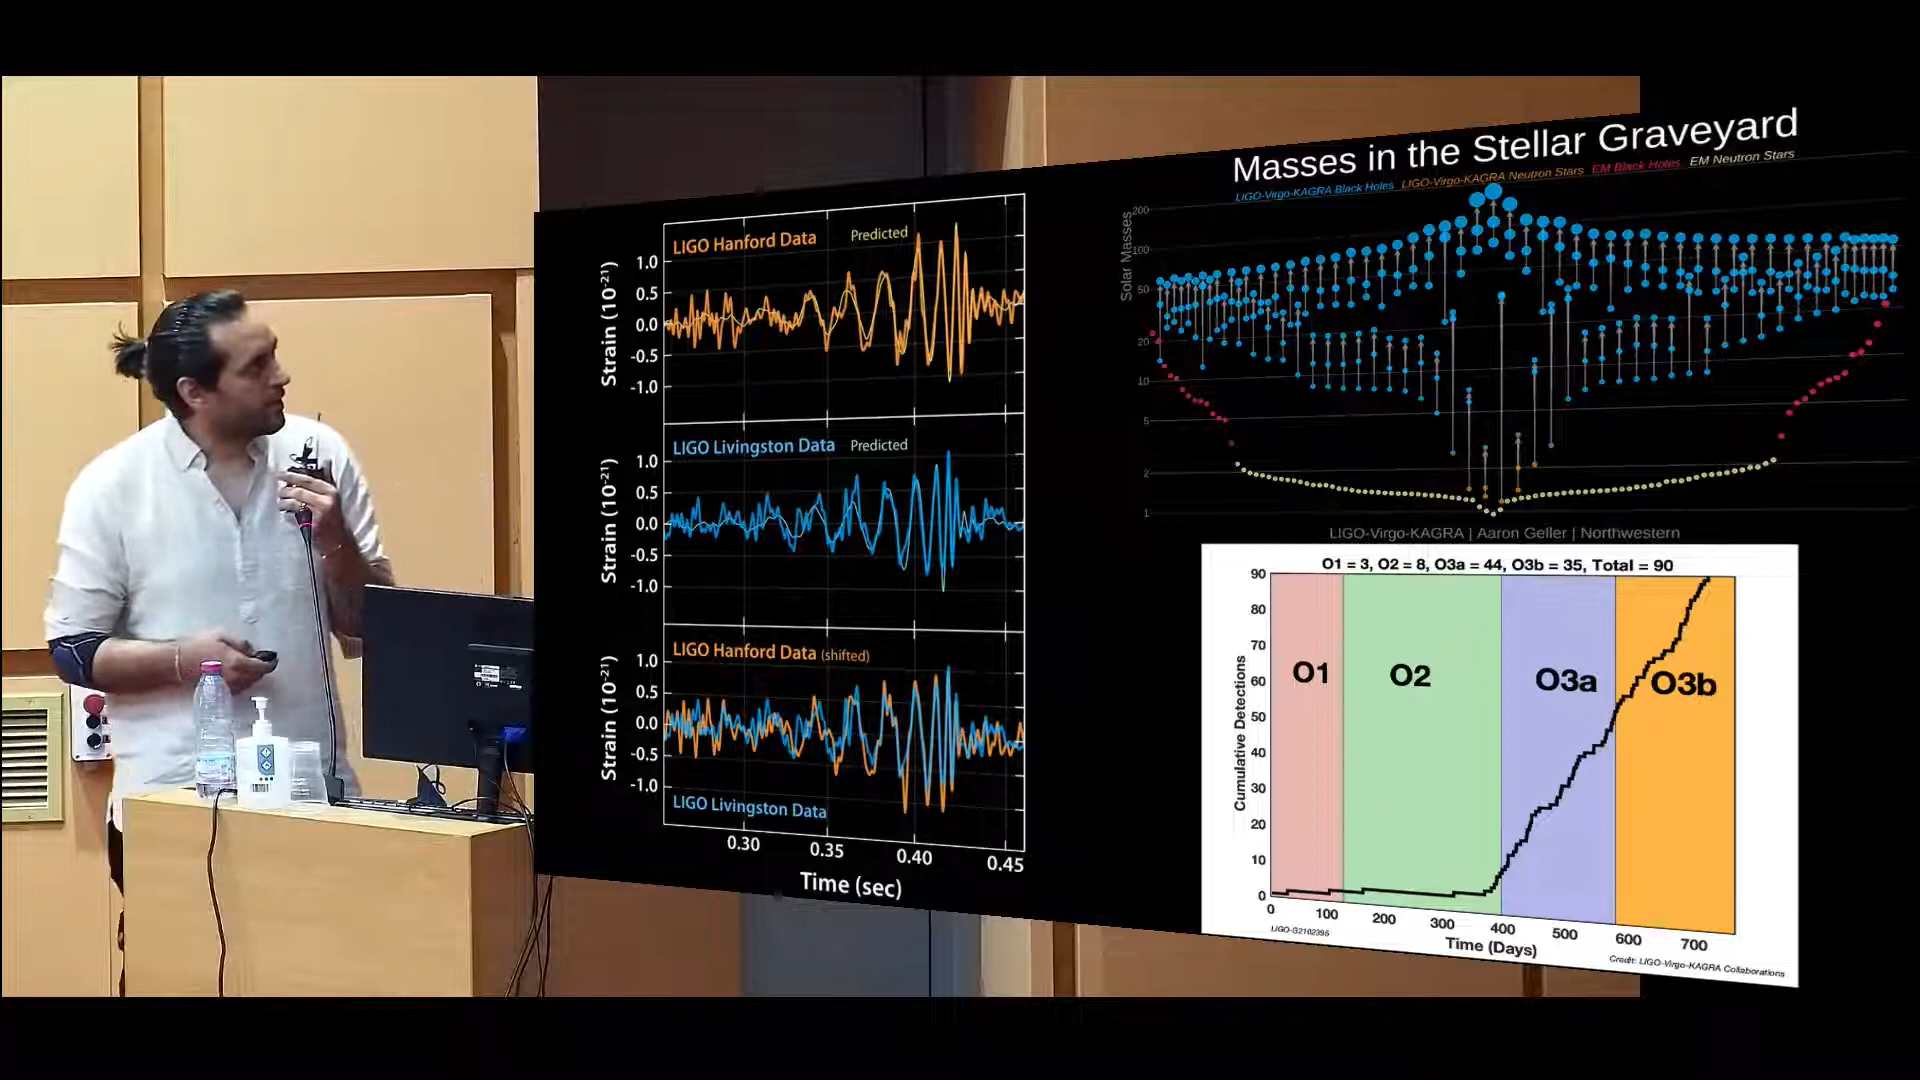 LIGO Hanford Data Predicted
1.0
0.5
0.0
-0.5
-1.0
Strain (10⁻²¹)
LIGO Livingston Data Predicted
1.0
0.5
0.0
-0.5
-1.0
Strain (10⁻²¹)
LIGO Hanford Data (shifted)
1.0
0.5
0.0
-0.5
-1.0
Strain (10⁻²¹)
LIGO Livingston Data
0.30 0.35 0.40 0.45
Time (sec)
Masses in the Stellar Graveyard
LIGO-Virgo-KAGRA Black Holes LIGO-Virgo-KAGRA Neutron Stars EM Black Holes EM Neutron Stars
200
100
50
20
10
5
2
1
Solar Masses
LIGO-Virgo-KAGRA | Aaron Geller | Northwestern
O1 = 3, O2 = 8, O3a = 44, O3b = 35, Total = 90
90
80
70
60
50
40
30
20
10
0
Cumulative Detections
O1 O2 O3a O3b
0 100 200 300 400 500 600 700
Time (Days)
LIGO-G2102395
Credit: LIGO-Virgo-KAGRA Collaborations